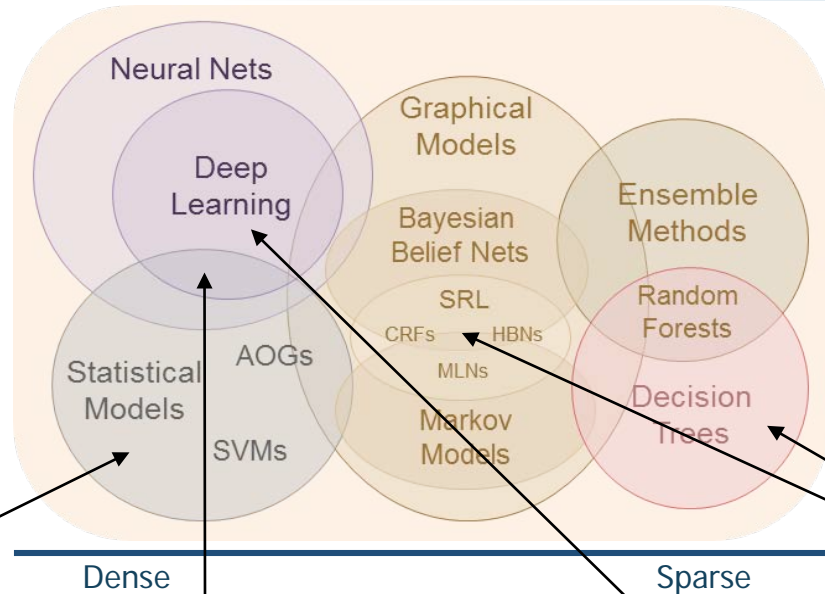 Neural Nets
Deep
Learning
Graphical
Models
Bayesian
Belief Nets
SRL
CRFs HBNs
MLNs
Markov
Models
Ensemble
Methods
Random
Forests
Decision
Trees
Statistical
Models
AOGs
SVMs
Dense
Sparse